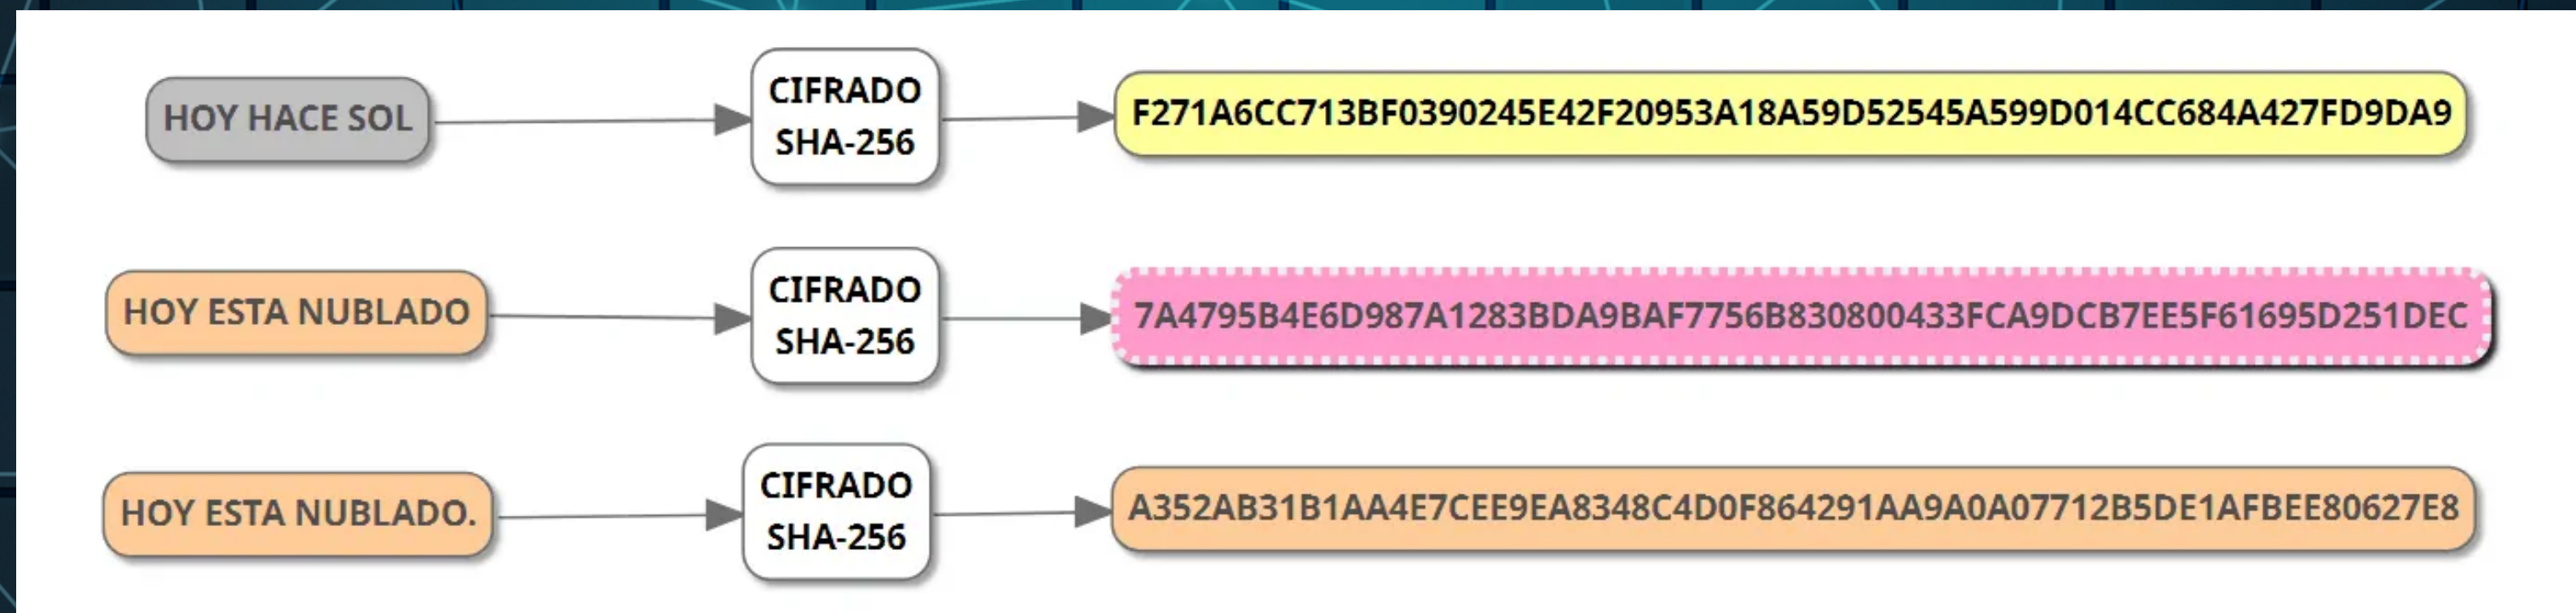 HOY HACE SOL
CIFRADO
SHA-256
F271A6CC713BF0390245E42F20953A18A59D52545A599D014CC684A427FD9DA9
HOY ESTA NUBLADO
CIFRADO
SHA-256
7A4795B4E6D987A1283BDA9BAF7756B830800433FCA9DCB7EE5F61695D251DEC
HOY ESTA NUBLADO.
CIFRADO
SHA-256
A352AB31B1AA4E7CEE9EA8348C4D0F864291AA9A0A07712B5DE1AFBEE80627E8